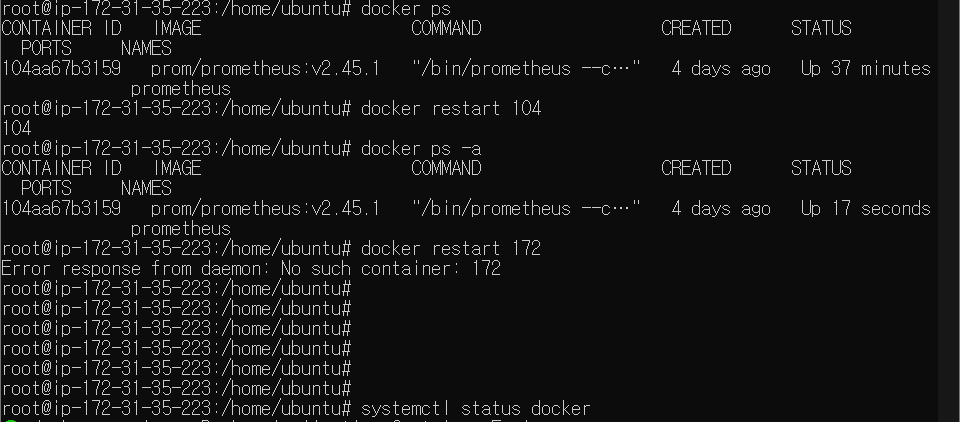 root@ip-172-31-35-223:/home/ubuntu# docker ps
CONTAINER ID   IMAGE                     COMMAND                  CREATED      STATUS
  PORTS     NAMES
104aa67b3159   prom/prometheus:v2.45.1   "/bin/prometheus --c…"   4 days ago   Up 37 minutes
             prometheus
root@ip-172-31-35-223:/home/ubuntu# docker restart 104
104
root@ip-172-31-35-223:/home/ubuntu# docker ps -a
CONTAINER ID   IMAGE                     COMMAND                  CREATED      STATUS
  PORTS     NAMES
104aa67b3159   prom/prometheus:v2.45.1   "/bin/prometheus --c…"   4 days ago   Up 17 seconds
             prometheus
root@ip-172-31-35-223:/home/ubuntu# docker restart 172
Error response from daemon: No such container: 172
root@ip-172-31-35-223:/home/ubuntu#
root@ip-172-31-35-223:/home/ubuntu#
root@ip-172-31-35-223:/home/ubuntu#
root@ip-172-31-35-223:/home/ubuntu#
root@ip-172-31-35-223:/home/ubuntu#
root@ip-172-31-35-223:/home/ubuntu#
root@ip-172-31-35-223:/home/ubuntu# systemctl status docker